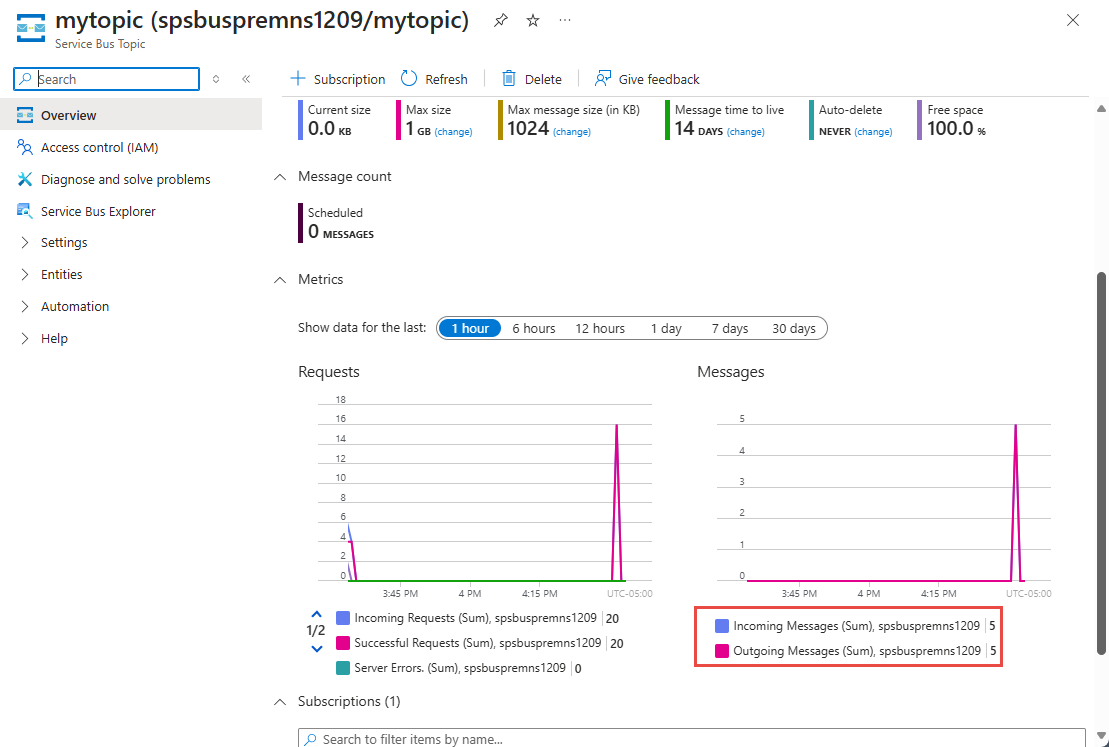 mytopic (spsbuspremns1209/mytopic)
Service Bus Topic
Search
Subscription Refresh Delete Give feedback
Overview
Access control (IAM)
Diagnose and solve problems
Service Bus Explorer
Settings
Entities
Automation
Help
Current size Max size Max message size (in KB) Message time to live Auto-delete Free space
0.0 KB 1 GB (change) 1024 (change) 14 DAYS (change) NEVER (change) 100.0 %
Message count
Scheduled
0 MESSAGES
Metrics
Show data for the last: 1 hour 6 hours 12 hours 1 day 7 days 30 days
Requests
18
16
14
12
10
8
6
4
2
0
3:45 PM 4 PM 4:15 PM UTC-05:00
1/2
Incoming Requests (Sum), spsbuspremns1209 20
Successful Requests (Sum), spsbuspremns1209 20
Server Errors. (Sum), spsbuspremns1209 0
Messages
5
4
3
2
1
0
3:45 PM 4 PM 4:15 PM UTC-05:00
Incoming Messages (Sum), spsbuspremns1209 5
Outgoing Messages (Sum), spsbuspremns1209 5
Subscriptions (1)
Search to filter items by name...